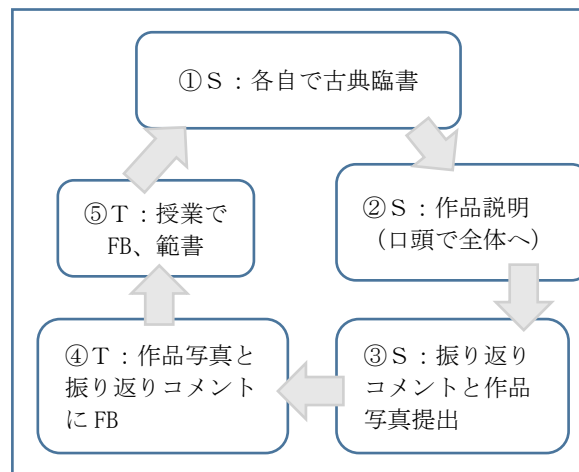 ①Ｓ：各自で古典臨書
②Ｓ：作品説明
（口頭で全体へ）
③Ｓ：振り返り
コメントと作品
写真提出
④Ｔ：作品写真と
振り返りコメント
に FB
⑤Ｔ：授業で
FB、範書